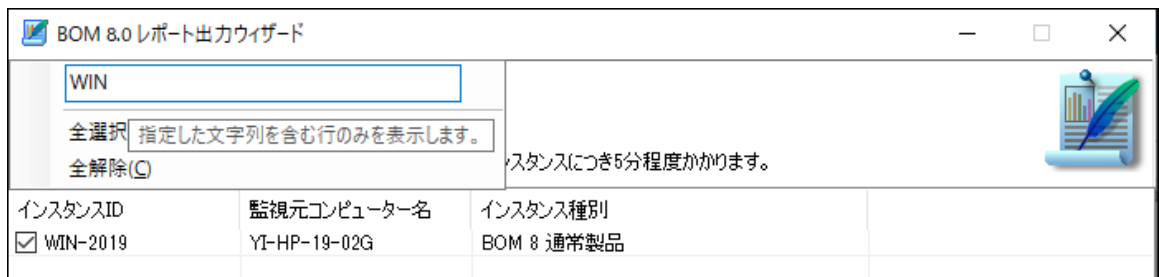 BOM 8.0 レポート出力ウィザード
WIN
全選択
指定した文字列を含む行のみを表示します。
全解除(C)
スタンスにつき5分程度かかります。
インスタンスID 監視元コンピューター名 インスタンス種別
WIN-2019 YI-HP-19-02G BOM 8 通常製品